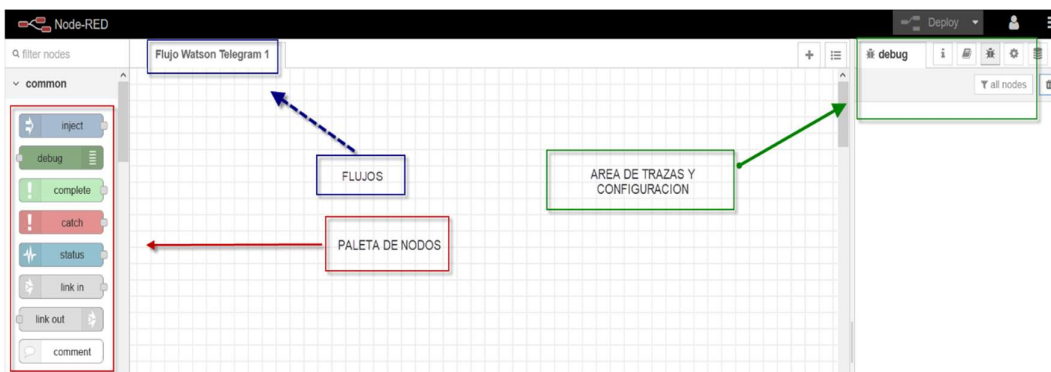 Node-RED
Deploy
filter nodes
Flujo Watson Telegram 1
debug
i
common
all nodes
inject
debug
complete
catch
status
link in
link out
comment
FLUJOS
PALETA DE NODOS
AREA DE TRAZAS Y
CONFIGURACION